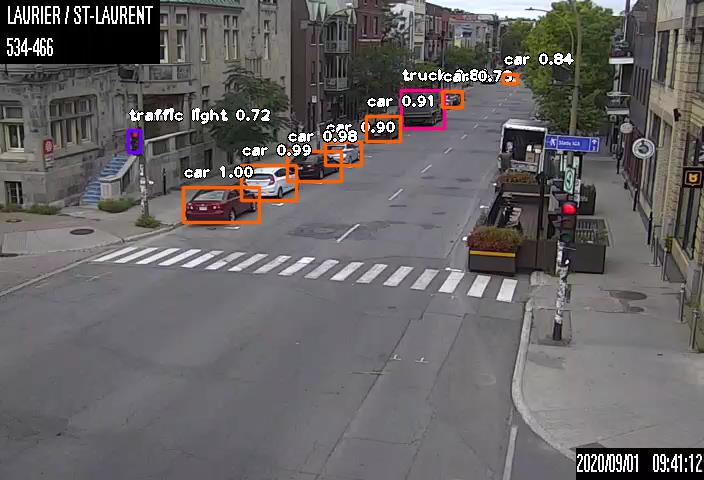 LAURIER / ST-LAURENT
534-466
car 0.84
car 0.91
traffic light 0.72
car 0.90
car 0.98
car 0.99
car 1.00
2020/09/01 09:41:12